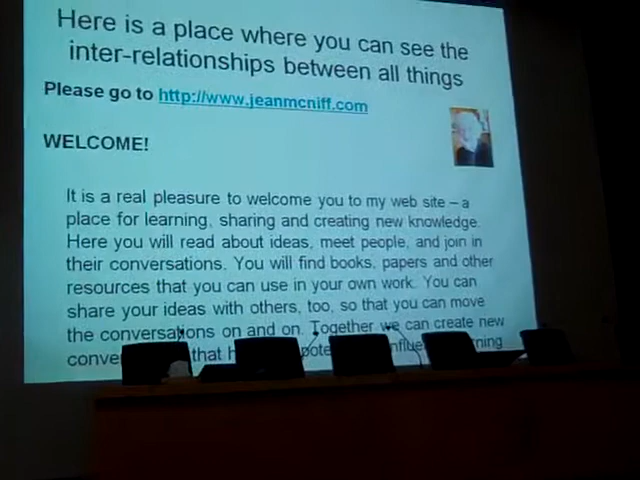 Here is a place where you can see the
inter-relationships between all things
Please go to http://www.jeanmcniff.com
WELCOME!
It is a real pleasure to welcome you to my web site – a
place for learning, sharing and creating new knowledge.
Here you will read about ideas, meet people, and join in
their conversations. You will find books, papers and other
resources that you can use in your own work. You can
share your ideas with others, too, so that you can move
the conversations on and on. Together we can create new
that